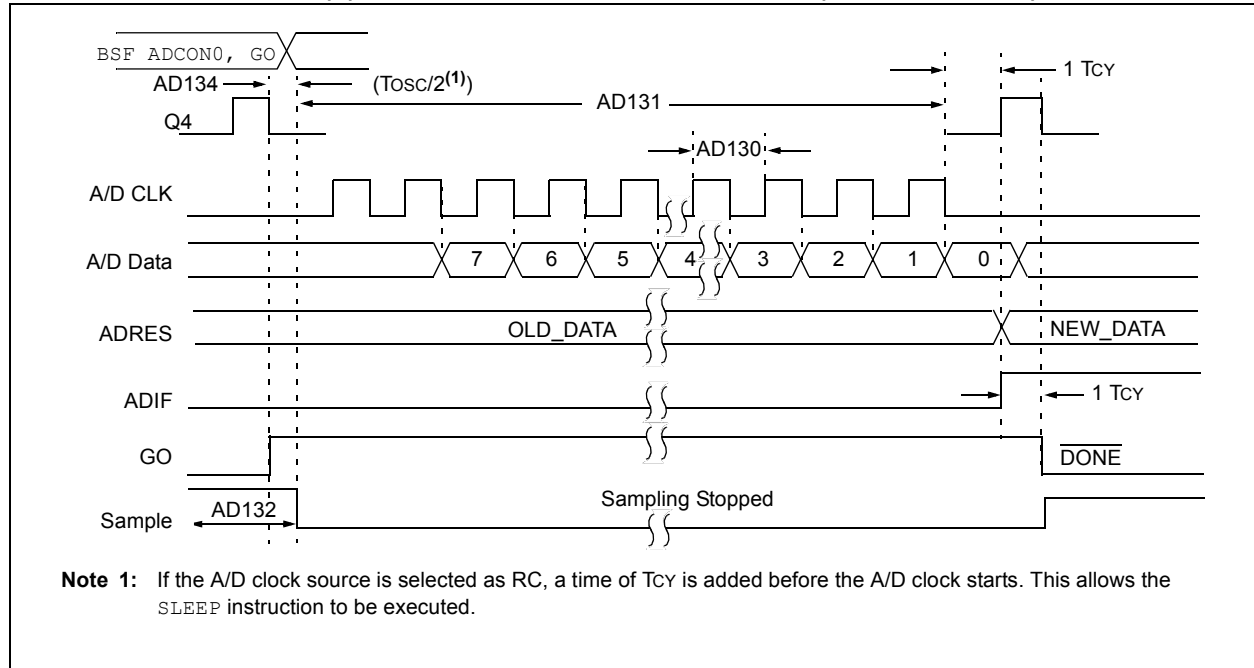 BSF ADCON0, GO
AD134
(TOSC/2(1))
AD131
1 TCY
Q4
AD130
A/D CLK
A/D Data
7 6 5 4 3 2 1 0
ADRES
OLD_DATA
NEW_DATA
ADIF
1 TCY
GO
DONE
Sampling Stopped
AD132
Sample
Note 1: If the A/D clock source is selected as RC, a time of TCY is added before the A/D clock starts. This allows the
SLEEP instruction to be executed.